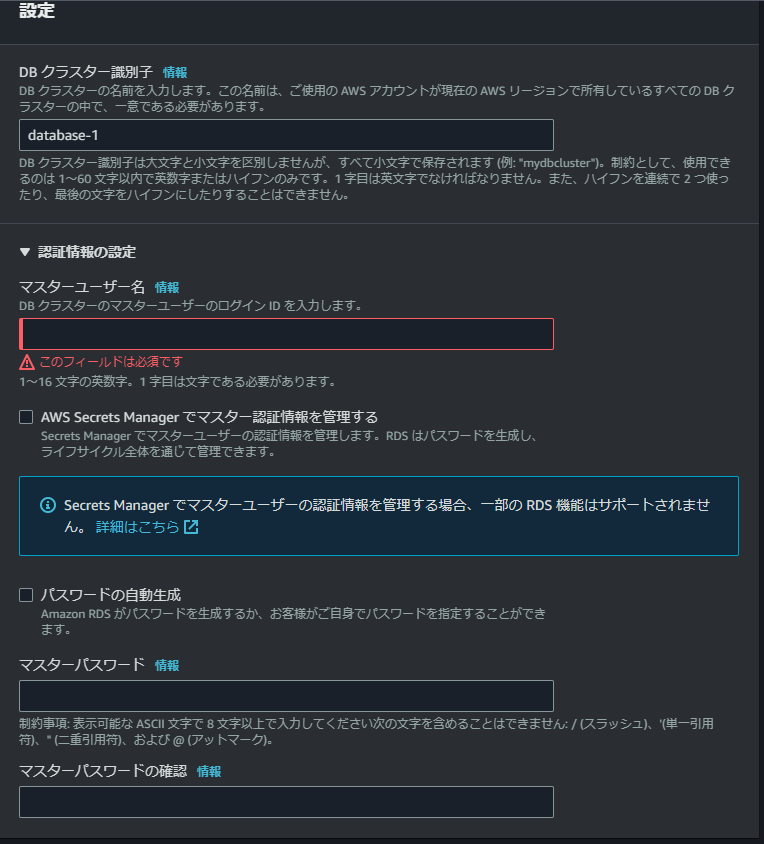 設定
DB クラスター識別子 情報
DB クラスターの名前を入力します。この名前は、ご使用の AWS アカウントが現在の AWS リージョンで所有しているすべての DB ク
ラスターの中で、一意である必要があります。
database-1
DB クラスター識別子は大文字と小文字を区別しませんが、すべて小文字で保存されます (例: "mydbcluster")。制約として、使用でき
るのは 1～60 文字以内で英数字またはハイフンのみです。1 字目は英文字でなければなりません。また、ハイフンを連続で 2 つ使っ
たり、最後の文字をハイフンにしたりすることはできません。
▼ 認証情報の設定
マスターユーザー名 情報
DB クラスターのマスターユーザーのログイン ID を入力します。
このフィールドは必須です
1～16 文字の英数字。1 字目は文字である必要があります。
AWS Secrets Manager でマスター認証情報を管理する
Secrets Manager でマスターユーザーの認証情報を管理します。RDS はパスワードを生成し、
ライフサイクル全体を通じて管理できます。
Secrets Manager でマスターユーザーの認証情報を管理する場合、一部の RDS 機能はサポートされませ
ん。 詳細はこちら
パスワードの自動生成
Amazon RDS がパスワードを生成するか、お客様がご自身でパスワードを指定することができ
ます。
マスターパスワード 情報
制約事項: 表示可能な ASCII 文字で 8 文字以上で入力してください次の文字を含めることはできません: / (スラッシュ)、'(単一引用
符)、" (二重引用符)、および @ (アットマーク)。
マスターパスワードの確認 情報